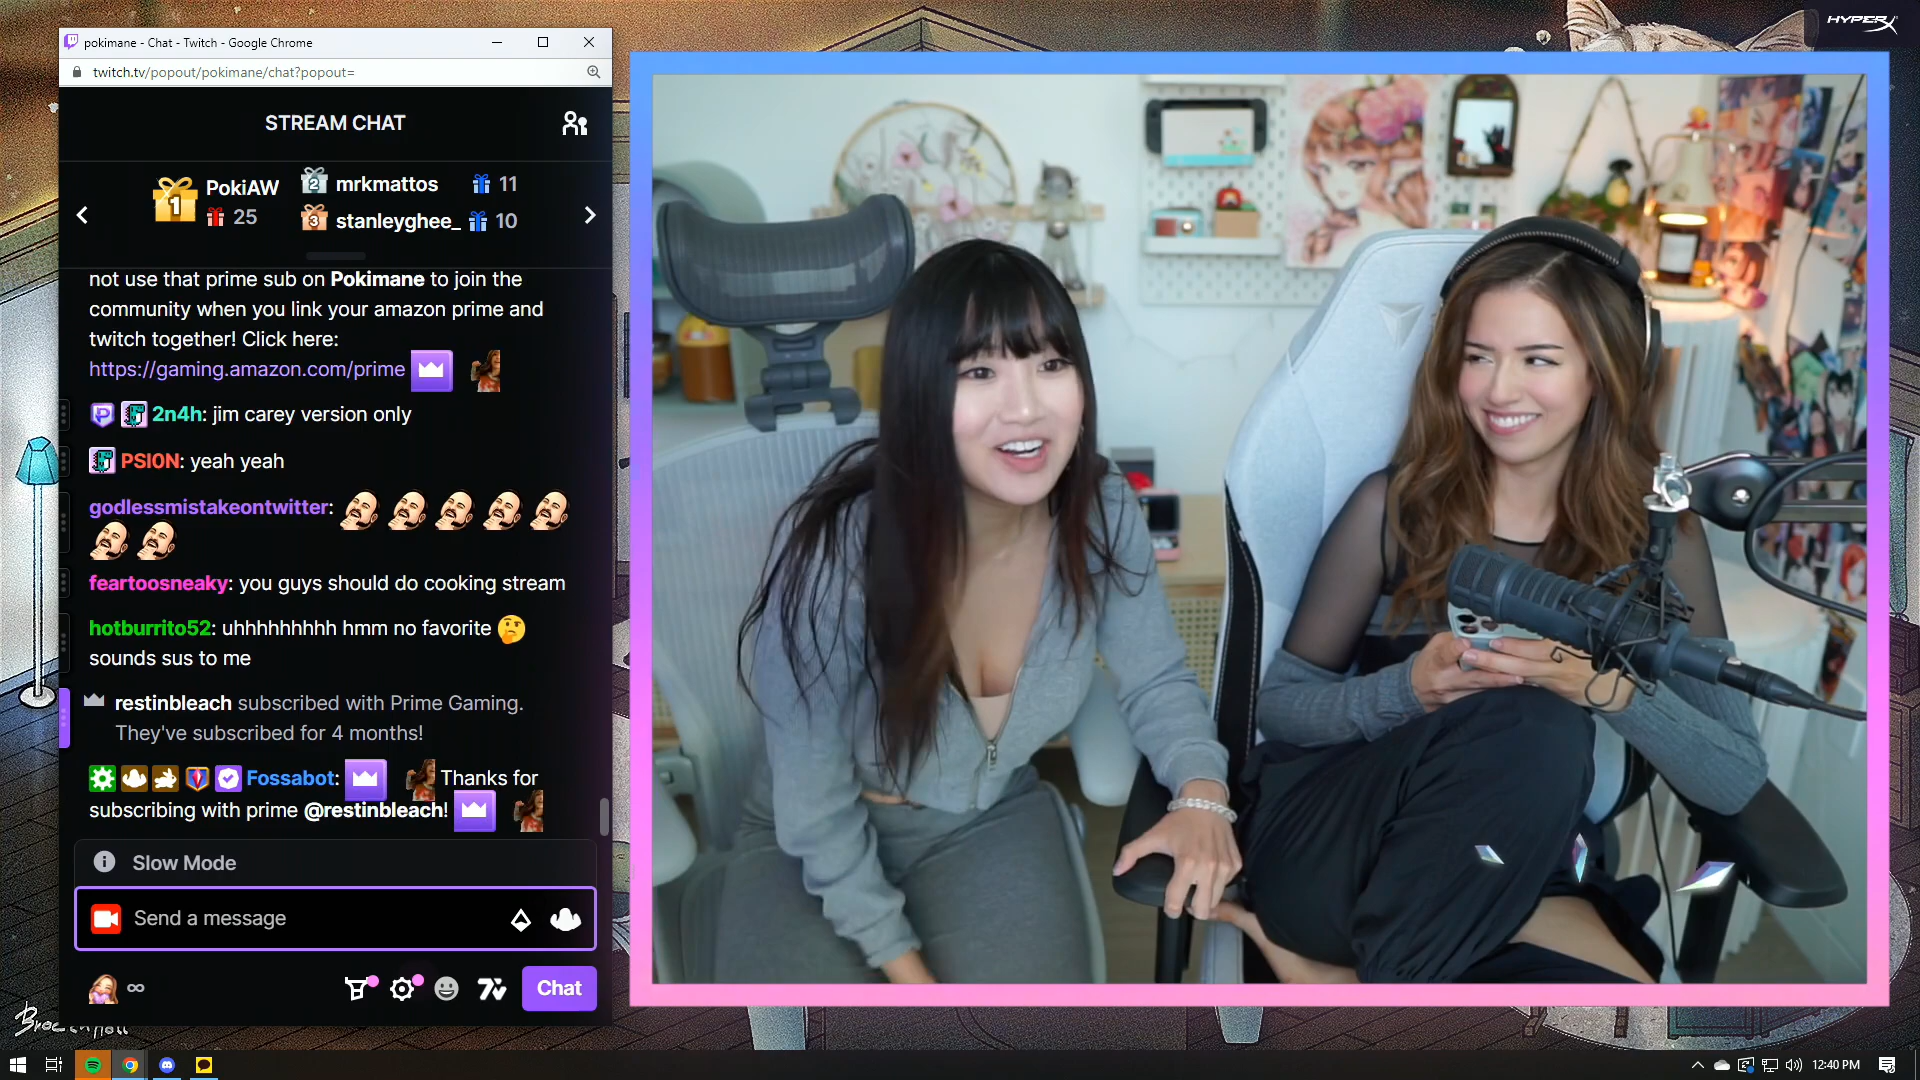 HYPERX
pokimane - Chat - Twitch - Google Chrome
twitch.tv/popout/pokimane/chat?popout=
STREAM CHAT
1 PokiAW 25
2 mrkmattos 11
3 stanleyghee_ 10
not use that prime sub on Pokimane to join the
community when you link your amazon prime and
twitch together! Click here:
https://gaming.amazon.com/prime
2n4h: jim carey version only
PSI0N: yeah yeah
godlessmistakeontwitter:
feartoosneaky: you guys should do cooking stream
hotburrito52: uhhhhhhhhh hmm no favorite
sounds sus to me
restinbleach subscribed with Prime Gaming.
They've subscribed for 4 months!
Fossabot: Thanks for
subscribing with prime @restinbleach!
Slow Mode
Send a message
Chat
12:40 PM